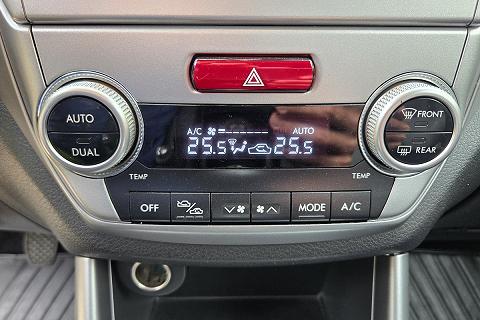 AUTO
DUAL
A/C AUTO
25.5 25.5
FRONT
REAR
TEMP TEMP
OFF MODE A/C